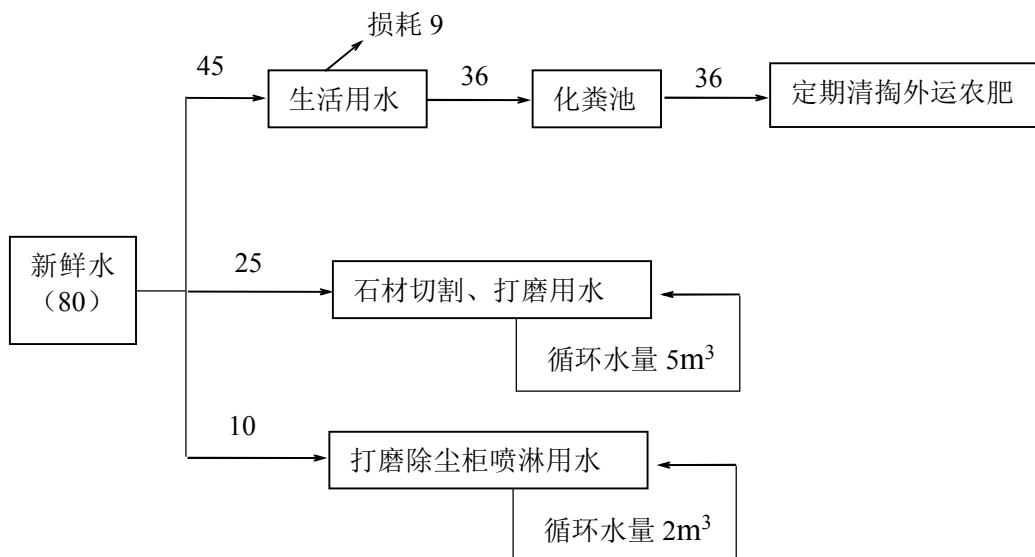 损耗 9
45
生活用水
36
化粪池
36
定期清掏外运农肥
新鲜水
（80）
25
石材切割、打磨用水
循环水量 5m³
10
打磨除尘柜喷淋用水
循环水量 2m³